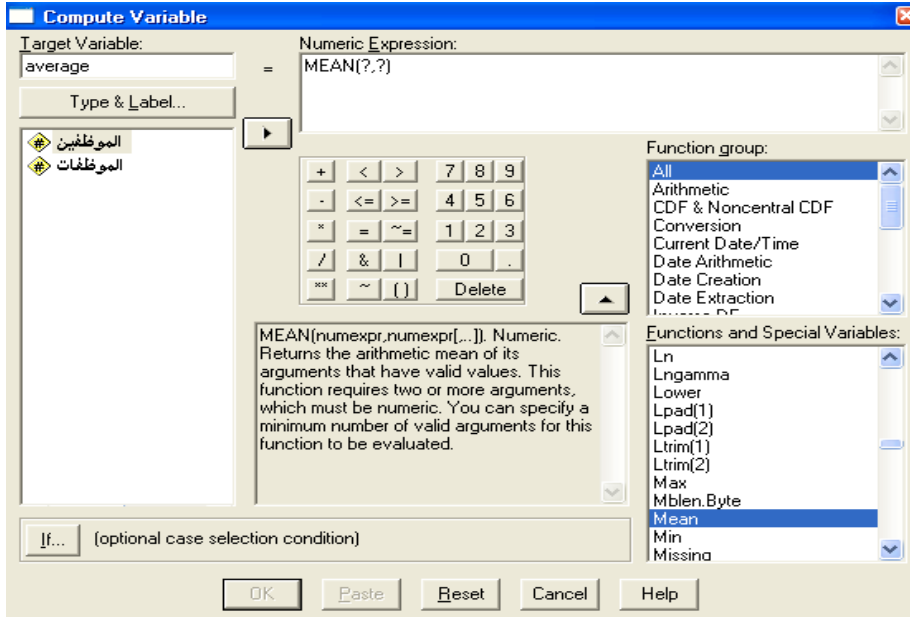 Compute Variable
Target Variable:
average
=
Numeric Expression:
MEAN(?,?)
Type & Label...
الموظفين
الموظفات
+ < > 7 8 9
- <= >= 4 5 6
* = ~= 1 2 3
/ & | 0 .
** ~ () Delete
Function group:
All
Arithmetic
CDF & Noncentral CDF
Conversion
Current Date/Time
Date Arithmetic
Date Creation
Date Extraction
MEAN(numexpr,numexpr[,..]). Numeric.
Returns the arithmetic mean of its
arguments that have valid values. This
function requires two or more arguments,
which must be numeric. You can specify a
minimum number of valid arguments for this
function to be evaluated.
Functions and Special Variables:
Ln
Lngamma
Lower
Lpad(1)
Lpad(2)
Ltrim(1)
Ltrim(2)
Max
Mblen.Byte
Mean
Min
Missing
If... (optional case selection condition)
OK Paste Reset Cancel Help